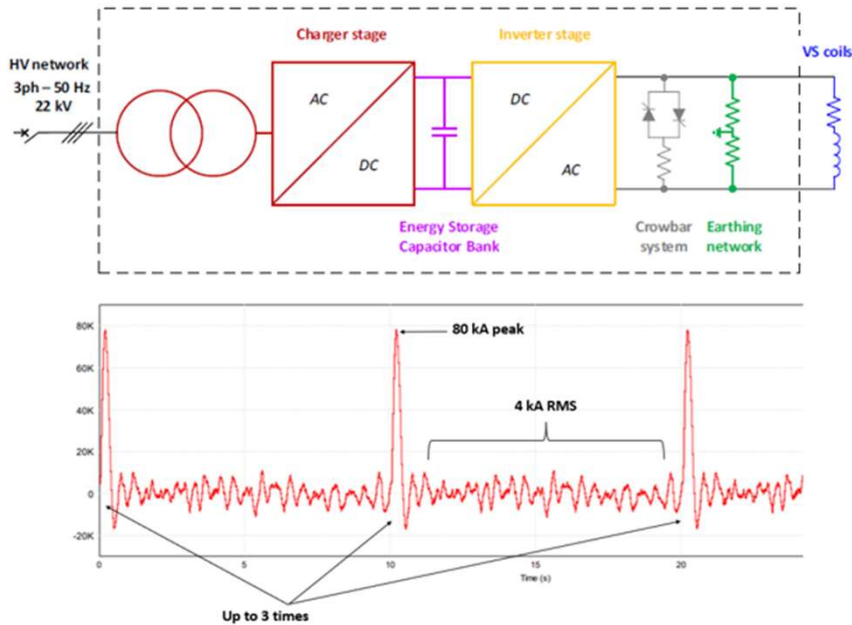 Charger stage
Inverter stage
VS coils
HV network
3ph – 50 Hz
22 kV
AC
DC
DC
AC
Energy Storage
Capacitor Bank
Crowbar
system
Earthing
network
80K
60K
40K
20K
0
-20K
80 kA peak
4 kA RMS
0
5
10
15
20
Time (s)
Up to 3 times